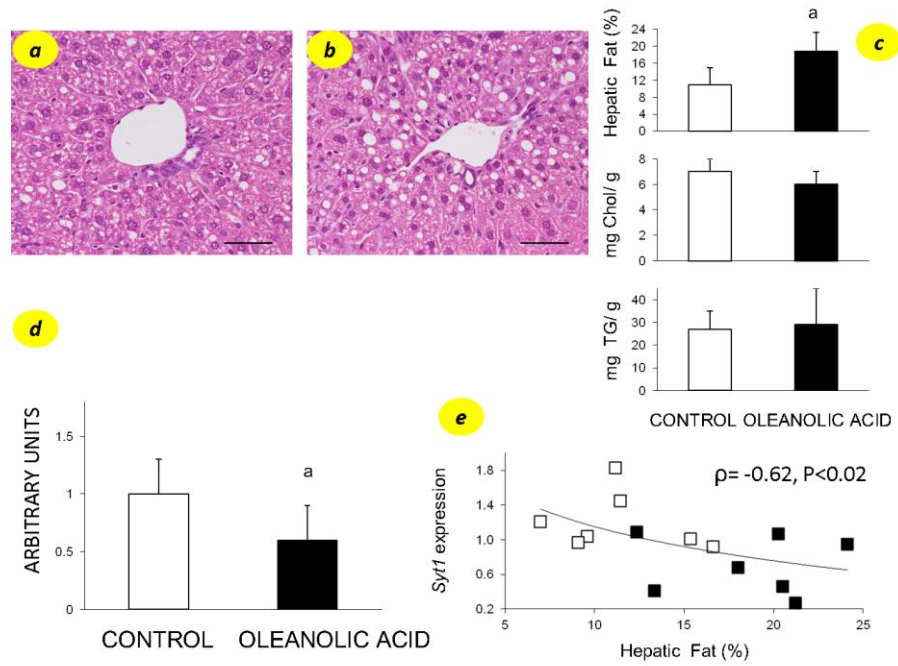 a
b
c
Hepatic Fat (%)
24
20
16
12
8
4
0
a
mg Chol/ g
8
6
4
2
0
mg TG/ g
40
30
20
10
0
CONTROL OLEANOLIC ACID
d
ARBITRARY UNITS
1.5
1
0.5
0
a
CONTROL OLEANOLIC ACID
e
Syt1 expression
1.8
1.4
1.0
0.6
0.2
ρ= -0.62, P<0.02
5 10 15 20 25
Hepatic Fat (%)